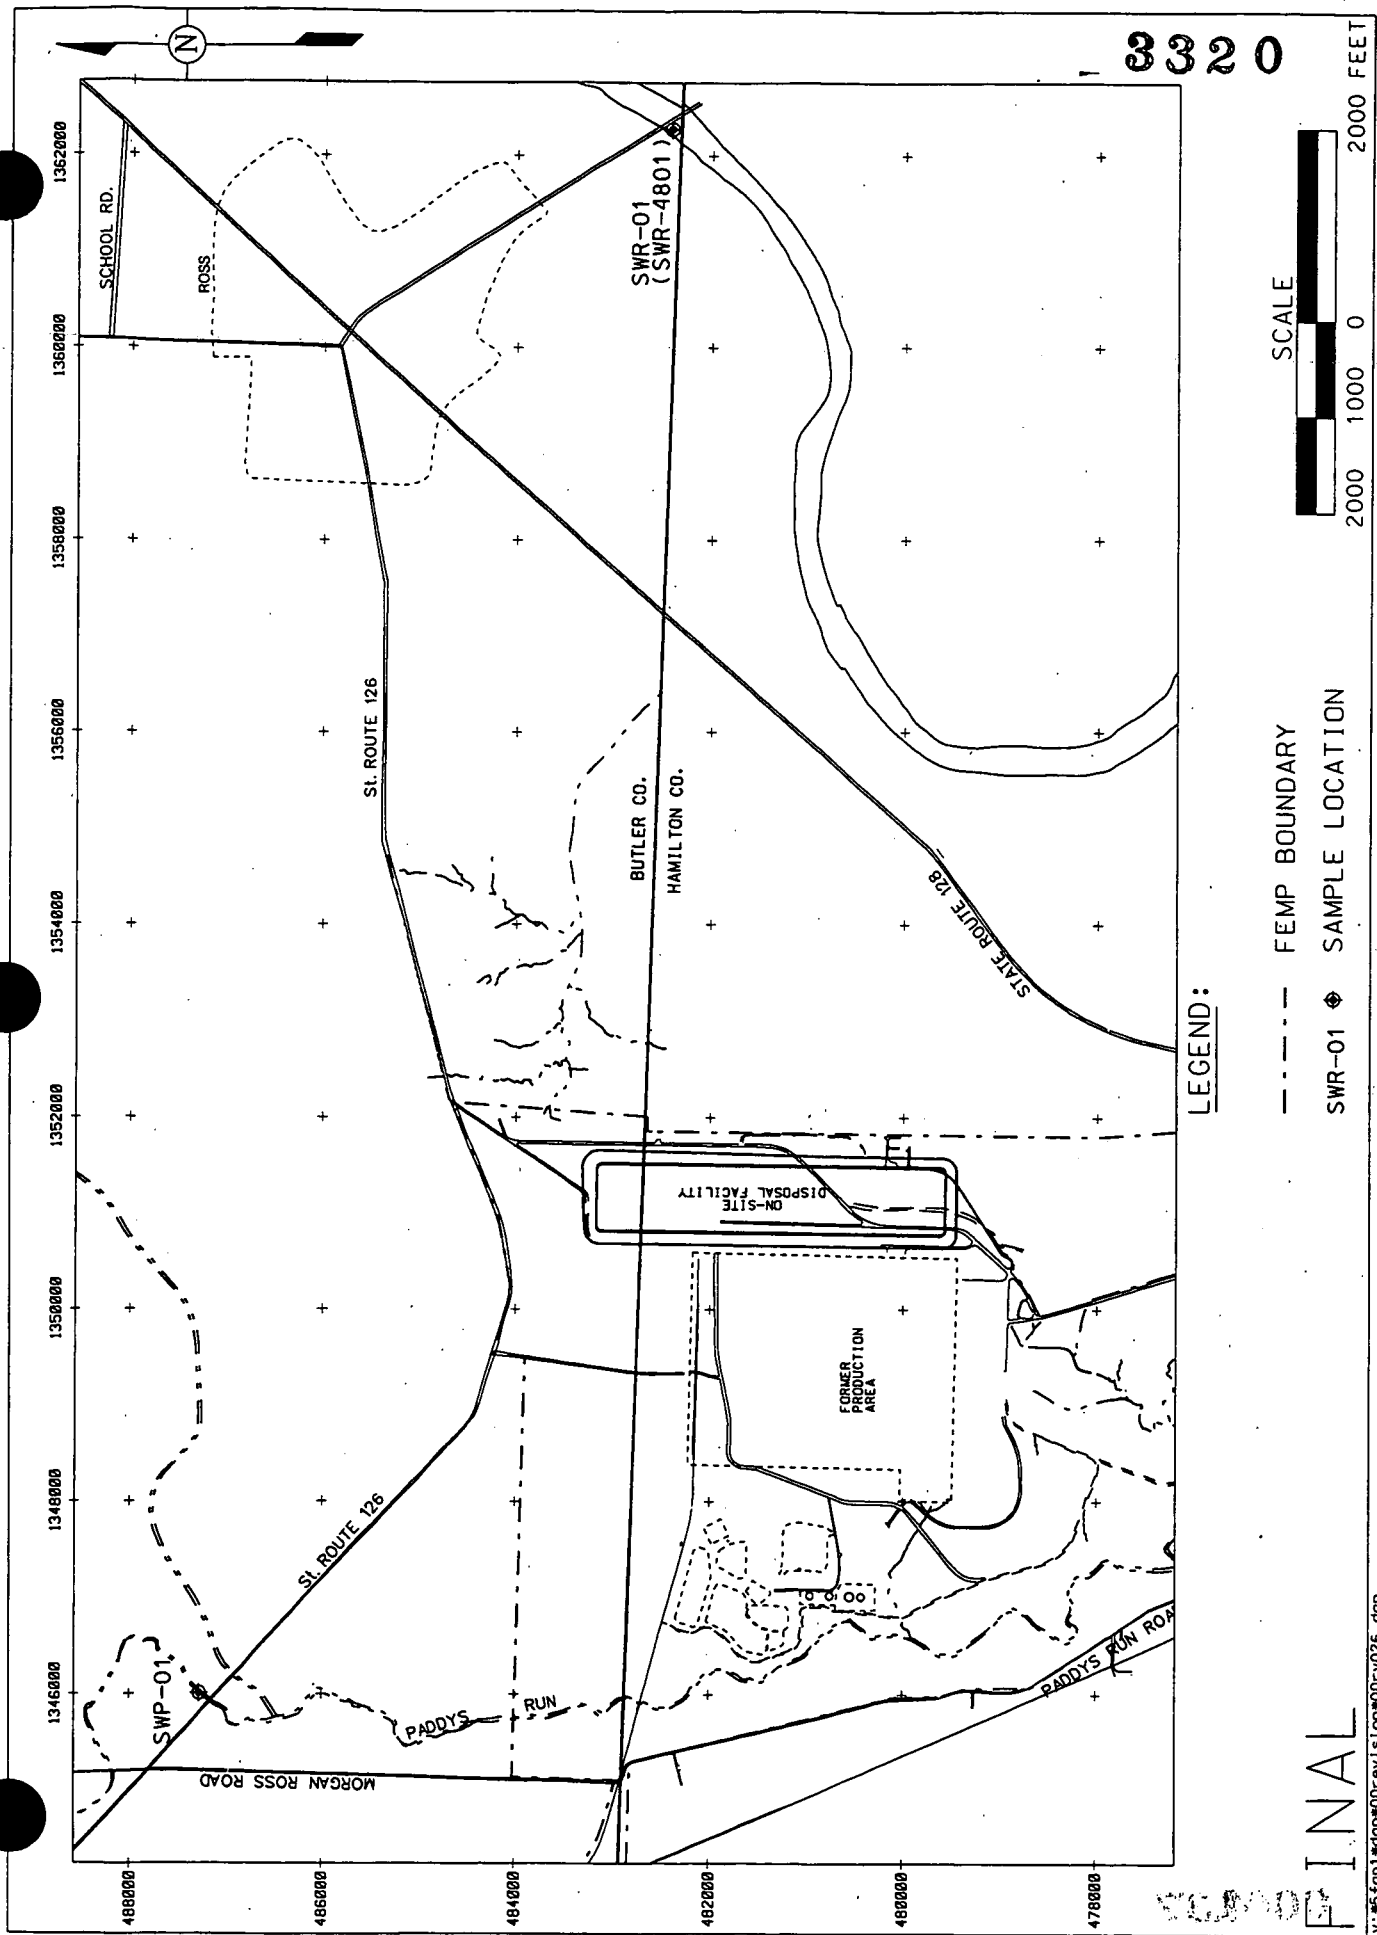 3320
N
1346000
1348000
1350000
1352000
1354000
1356000
1358000
1360000
1362000
488000
486000
484000
482000
480000
478000
SCHOOL RD.
ROSS
SWP-01
St. ROUTE 126
St. ROUTE 126
MORGAN ROSS ROAD
PADDYS RUN
SWR-01
(SWR-4801)
BUTLER CO.
HAMILTON CO.
ON-SITE
DISPOSAL FACILITY
FORMER
PRODUCTION
AREA
STATE ROUTE 128
PADDYS RUN ROAD
LEGEND:
FEMP BOUNDARY
SWR-01 SAMPLE LOCATION
SCALE
2000 1000 0 2000 FEET
FINAL